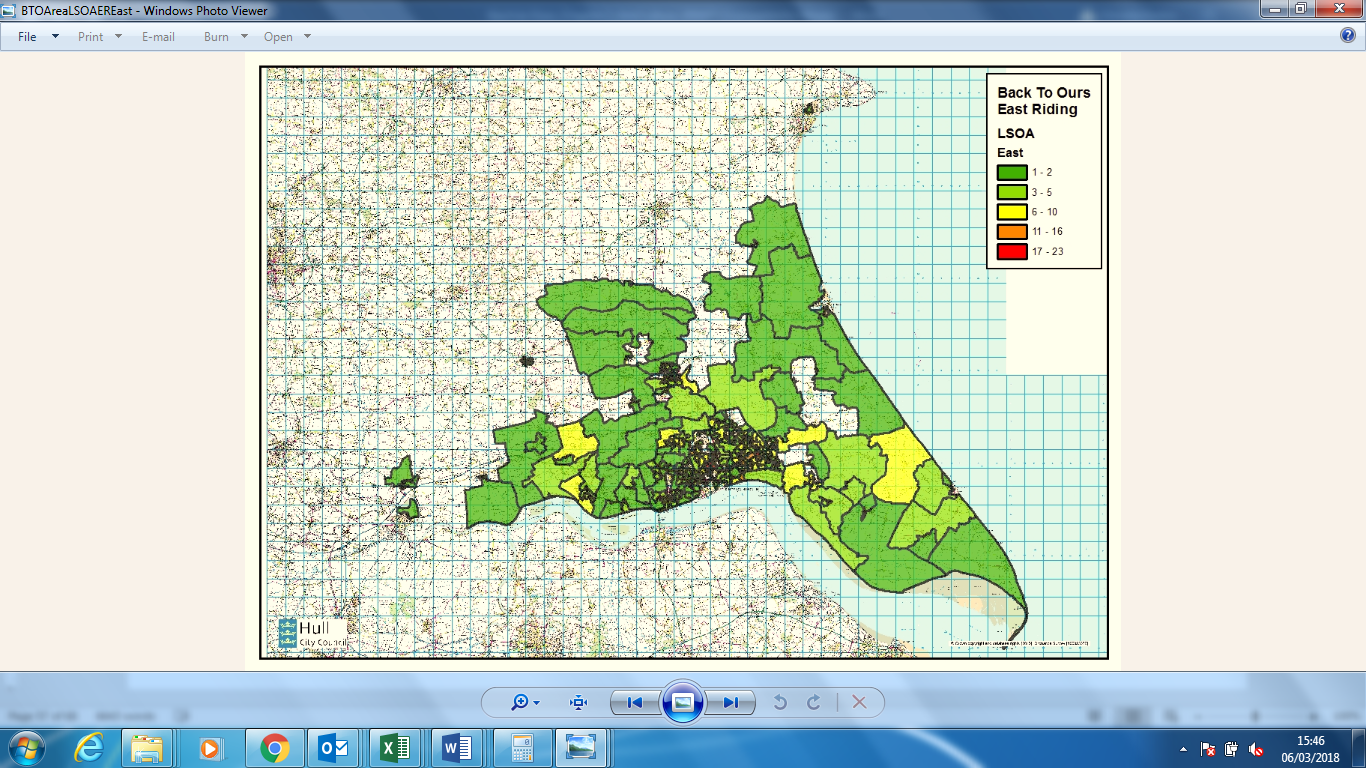 BTOAreaLSOAEREast - Windows Photo Viewer
File Print E-mail Burn Open
Back To Ours
East Riding
LSOA
East
1 - 2
3 - 5
6 - 10
11 - 16
17 - 23
Hull
City Council
15:46
06/03/2018